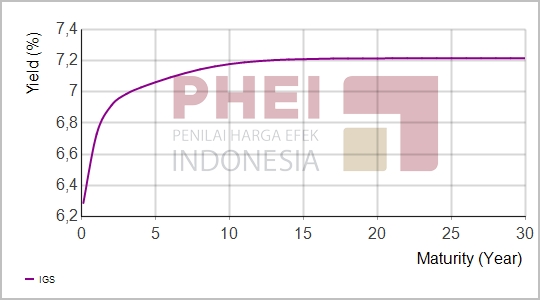 7,4
7,2
7
6,8
6,6
6,4
6,2
Yield (%)
PHEI
PENILAI HARGA EFEK
INDONESIA
0 5 10 15 20 25 30
Maturity (Year)
IGS